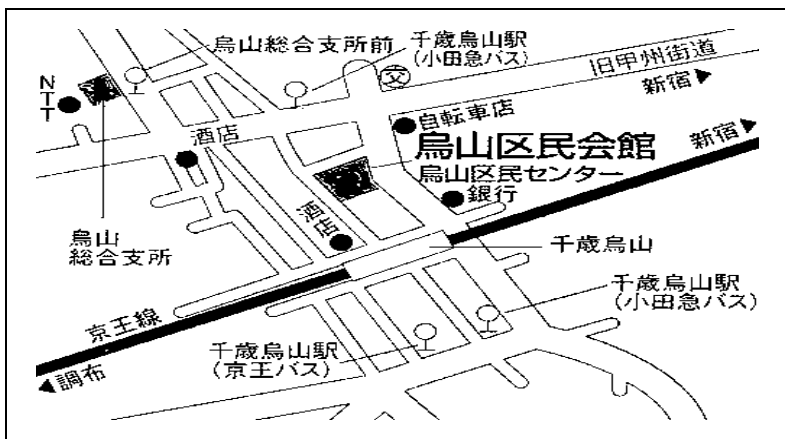 烏山総合支所前
千歳烏山駅
(小田急バス)
交
旧甲州街道
新宿▶
NTT
酒店
自転車店
新宿▶
烏山区民会館
烏山区民センター
銀行
酒店
烏山
総合支所
千歳烏山
千歳烏山駅
(小田急バス)
京王線
千歳烏山駅
(京王バス)
◀調布